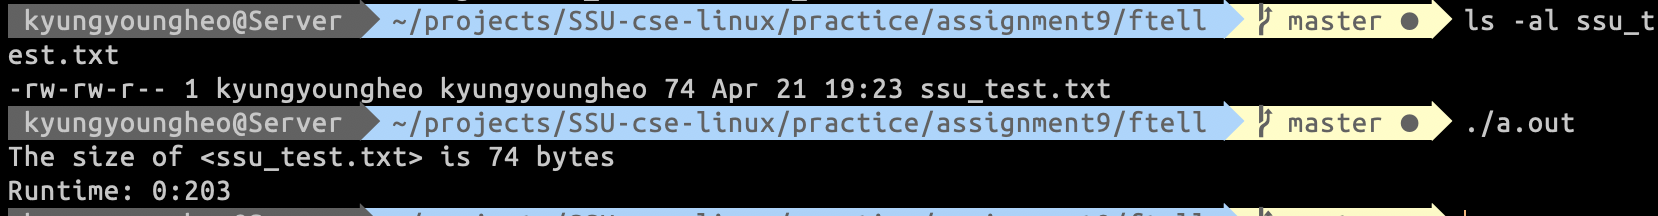 kyungyoungheo@Server ~/projects/SSU-cse-linux/practice/assignment9/ftell master ● ls -al ssu_t
est.txt
-rw-rw-r-- 1 kyungyoungheo kyungyoungheo 74 Apr 21 19:23 ssu_test.txt
kyungyoungheo@Server ~/projects/SSU-cse-linux/practice/assignment9/ftell master ● ./a.out
The size of <ssu_test.txt> is 74 bytes
Runtime: 0:203